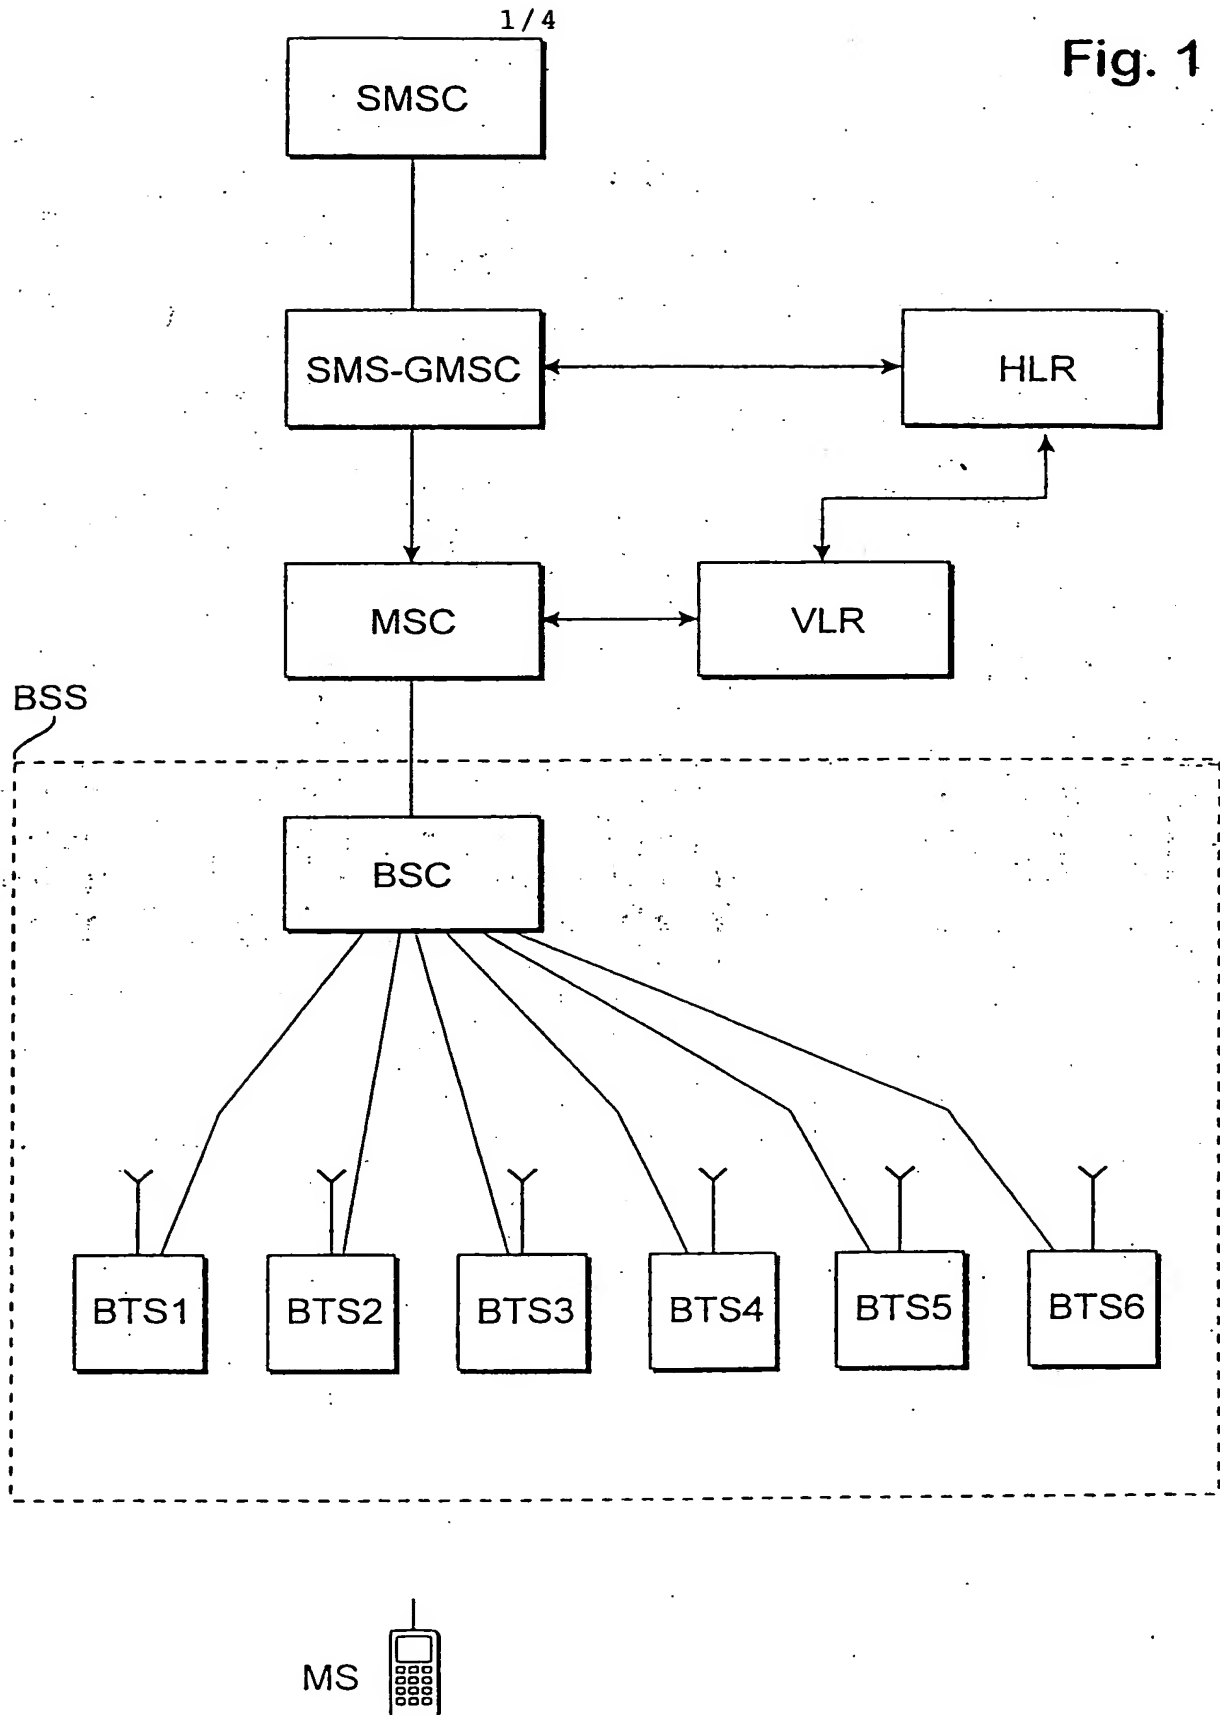 1/4
Fig. 1
SMSC
SMS-GMSC
HLR
MSC
VLR
BSS
BSC
BTS1
BTS2
BTS3
BTS4
BTS5
BTS6
MS